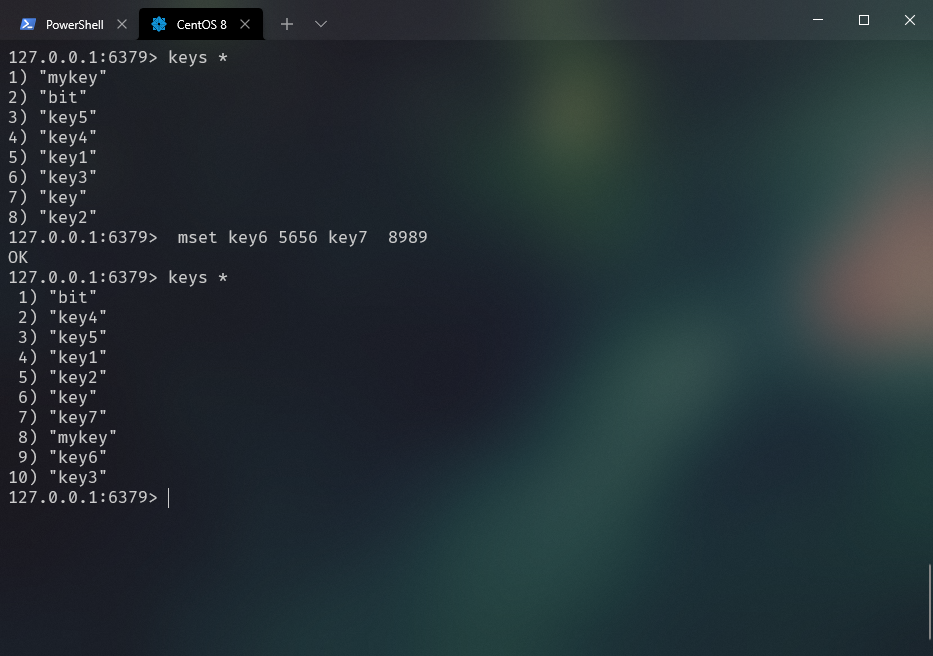 PowerShell
CentOS 8
127.0.0.1:6379> keys *
1) "mykey"
2) "bit"
3) "key5"
4) "key4"
5) "key1"
6) "key3"
7) "key"
8) "key2"
127.0.0.1:6379>  mset key6 5656 key7  8989
OK
127.0.0.1:6379> keys *
 1) "bit"
 2) "key4"
 3) "key5"
 4) "key1"
 5) "key2"
 6) "key"
 7) "key7"
 8) "mykey"
 9) "key6"
10) "key3"
127.0.0.1:6379>